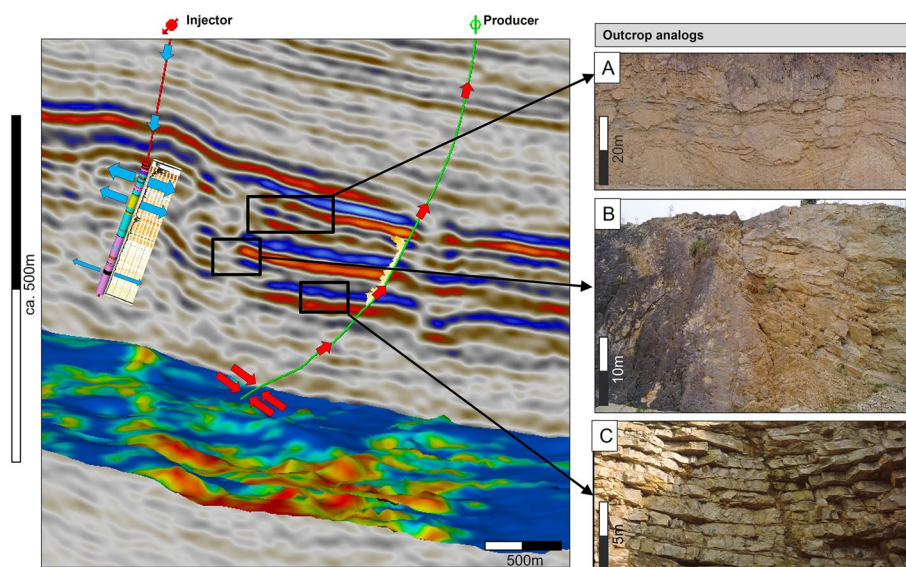 Injector
Producer
Outcrop analogs
A
20m
B
10m
C
5m
ca. 500m
500m